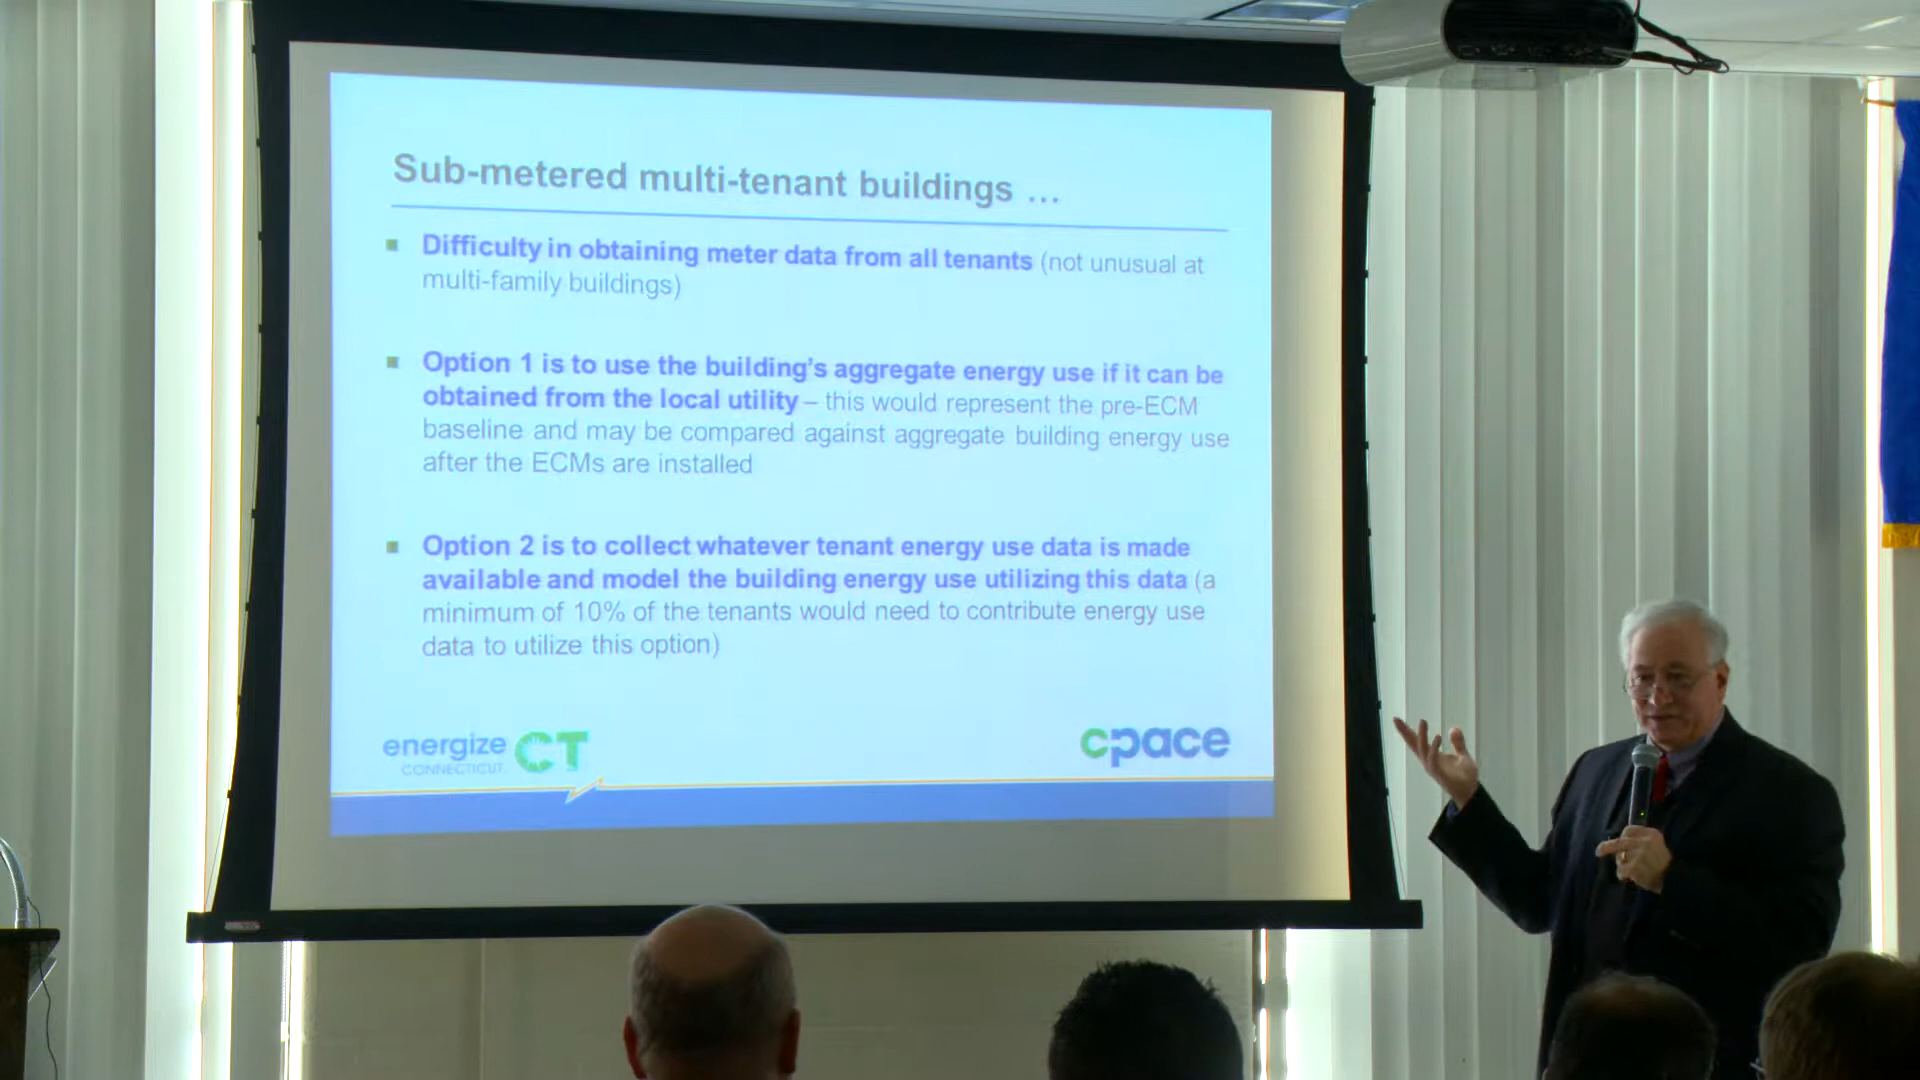 Sub-metered multi-tenant buildings ...
Difficulty in obtaining meter data from all tenants (not unusual at
multi-family buildings)
Option 1 is to use the building's aggregate energy use if it can be
obtained from the local utility – this would represent the pre-ECM
baseline and may be compared against aggregate building energy use
after the ECMs are installed
Option 2 is to collect whatever tenant energy use data is made
available and model the building energy use utilizing this data (a
minimum of 10% of the tenants would need to contribute energy use
data to utilize this option)
energize CT
CONNECTICUT
cpace